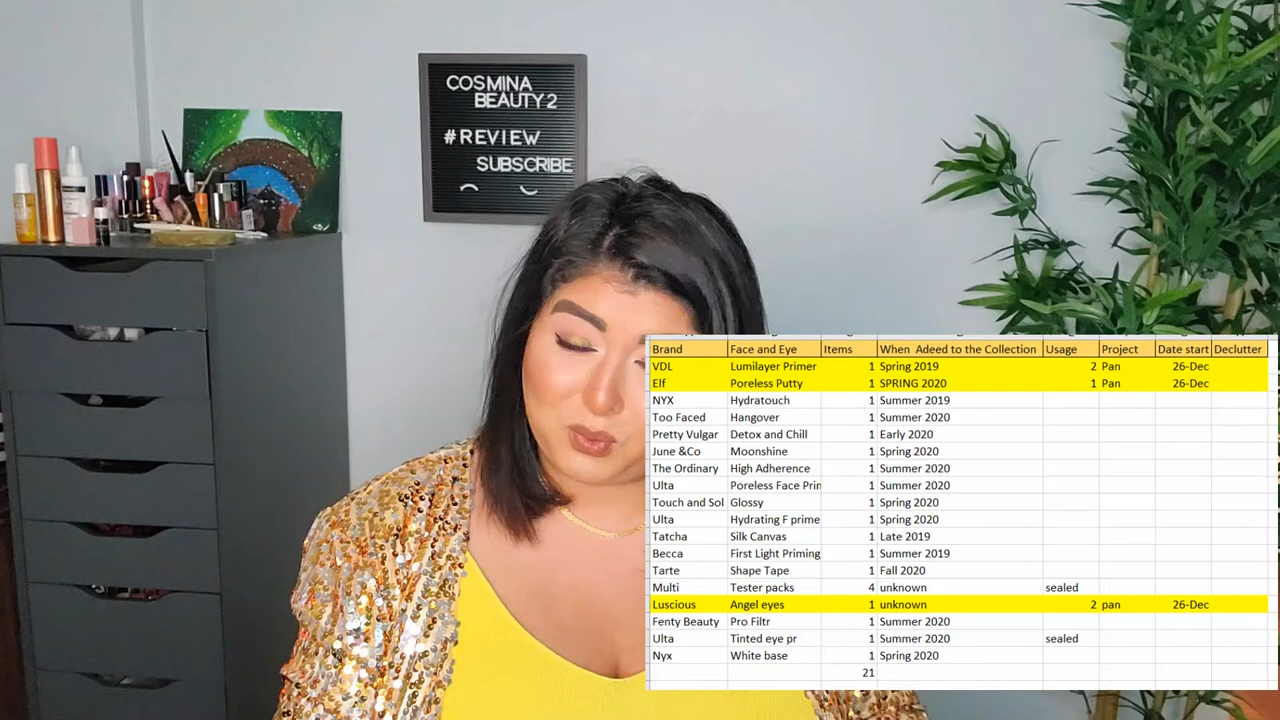 COSMINA
BEAUTY 2
#REVIEW
SUBSCRIBE
Brand Face and Eye Items When Adeed to the Collection Usage Project Date start Declutter
VDL Lumilayer Primer 1 Spring 2019 2 Pan 26-Dec
Elf Poreless Putty 1 SPRING 2020 1 Pan 26-Dec
NYX Hydratouch 1 Summer 2019
Too Faced Hangover 1 Summer 2020
Pretty Vulgar Detox and Chill 1 Early 2020
June &Co Moonshine 1 Spring 2020
The Ordinary High Adherence 1 Summer 2020
Ulta Poreless Face Prin 1 Summer 2020
Touch and Sol Glossy 1 Spring 2020
Ulta Hydrating F prime 1 Spring 2020
Tatcha Silk Canvas 1 Late 2019
Becca First Light Priming 1 Summer 2019
Tarte Shape Tape 1 Fall 2020
Multi Tester packs 4 unknown sealed
Luscious Angel eyes 1 unknown 2 pan 26-Dec
Fenty Beauty Pro Filtr 1 Summer 2020
Ulta Tinted eye pr 1 Summer 2020 sealed
Nyx White base 1 Spring 2020
21